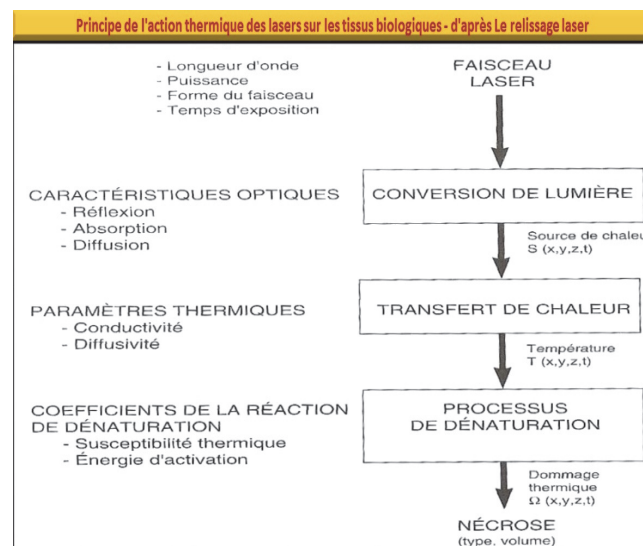 Principe de l'action thermique des lasers sur les tissus biologiques - d'après Le relissage laser
- Longueur d'onde
- Puissance
- Forme du faisceau
- Temps d'exposition
FAISCEAU
LASER
CARACTÉRISTIQUES OPTIQUES
- Réflexion
- Absorption
- Diffusion
CONVERSION DE LUMIÈRE
Source de chaleur
S (x,y,z,t)
PARAMÈTRES THERMIQUES
- Conductivité
- Diffusivité
TRANSFERT DE CHALEUR
Température
T (x,y,z,t)
COEFFICIENTS DE LA RÉACTION
DE DÉNATURATION
- Susceptibilité thermique
- Énergie d'activation
PROCESSUS
DE DÉNATURATION
Dommage
thermique
Ω (x,y,z,t)
NÉCROSE
(type, volume)